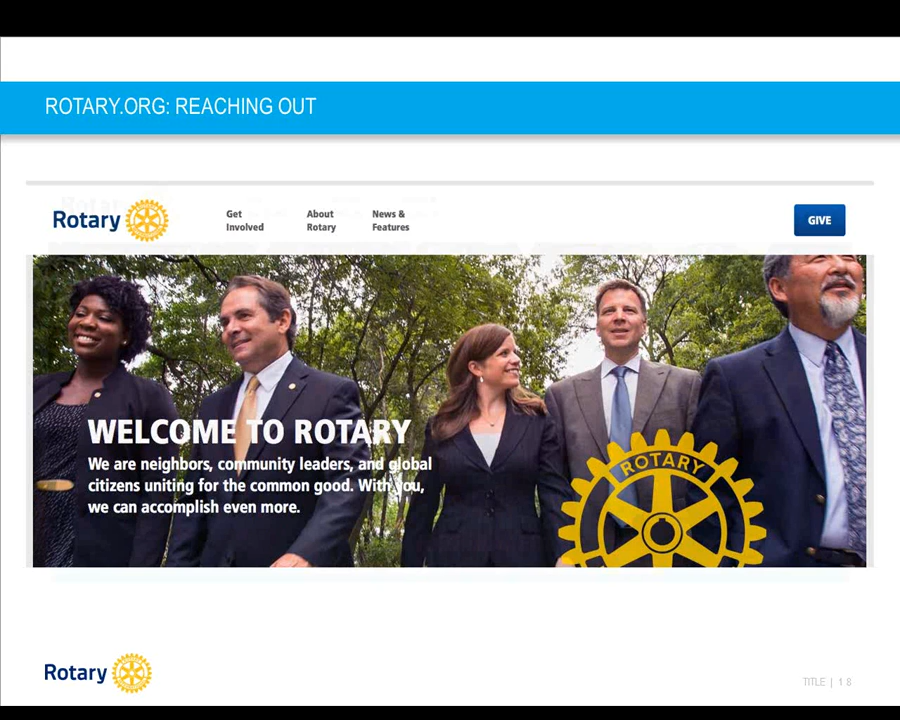 ROTARY.ORG: REACHING OUT
Rotary
Get Involved
About Rotary
News & Features
GIVE
WELCOME TO ROTARY
We are neighbors, community leaders, and global
citizens uniting for the common good. With you,
we can accomplish even more.
ROTARY
Rotary
TITLE | 18